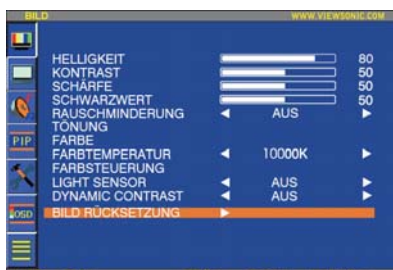 BILD WWW.VIEWSONIC.COM
HELLIGKEIT 80
KONTRAST 50
SCHÄRFE 50
SCHWARZWERT 50
RAUSCHMINDERUNG AUS
TÖNUNG
PIP FARBE
FARBTEMPERATUR 10000K
FARBSTEUERUNG
LIGHT SENSOR AUS
DYNAMIC CONTRAST AUS
OSD BILD RÜCKSETZUNG